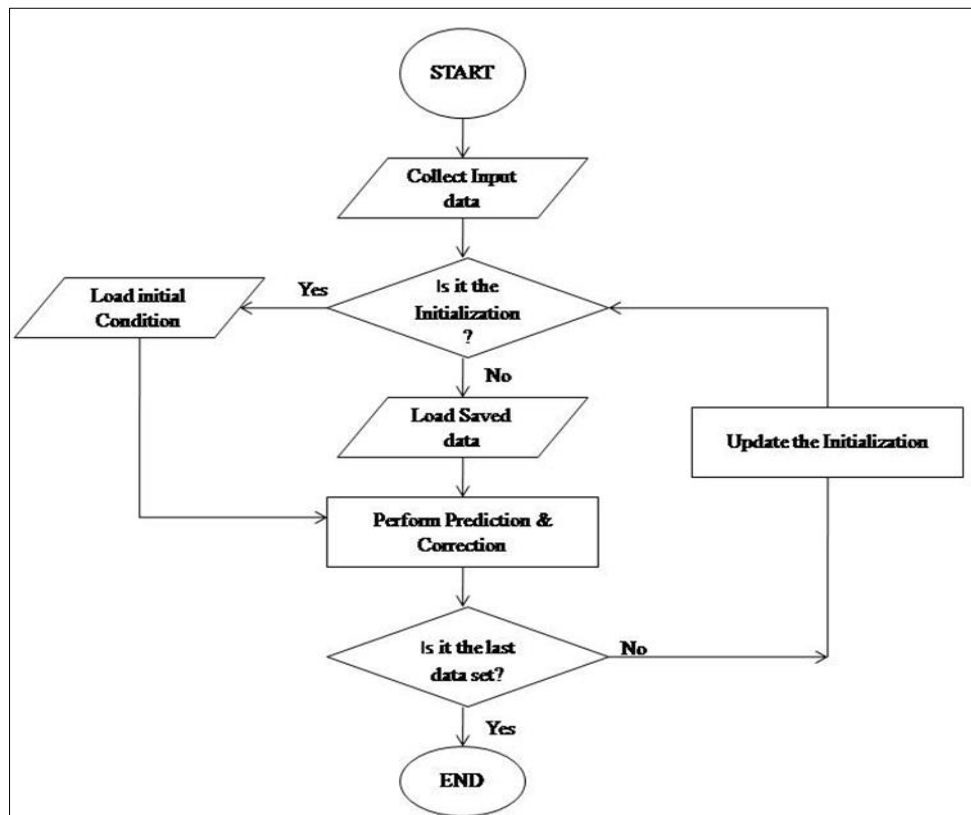 START
Collect Input
data
Is it the
Initialization
?
Yes
Load initial
Condition
No
Load Saved
data
Update the Initialization
Perform Prediction &
Correction
Is it the last
data set?
No
Yes
END